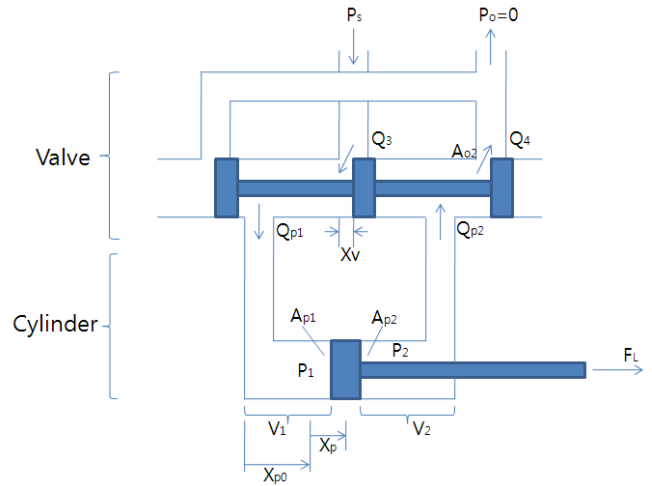 Ps
Po=0
Valve
Q3
Ao2
Q4
Qp1
Xv
Qp2
Cylinder
Ap1
Ap2
P1
P2
FL
V1
V2
Xp
Xp0